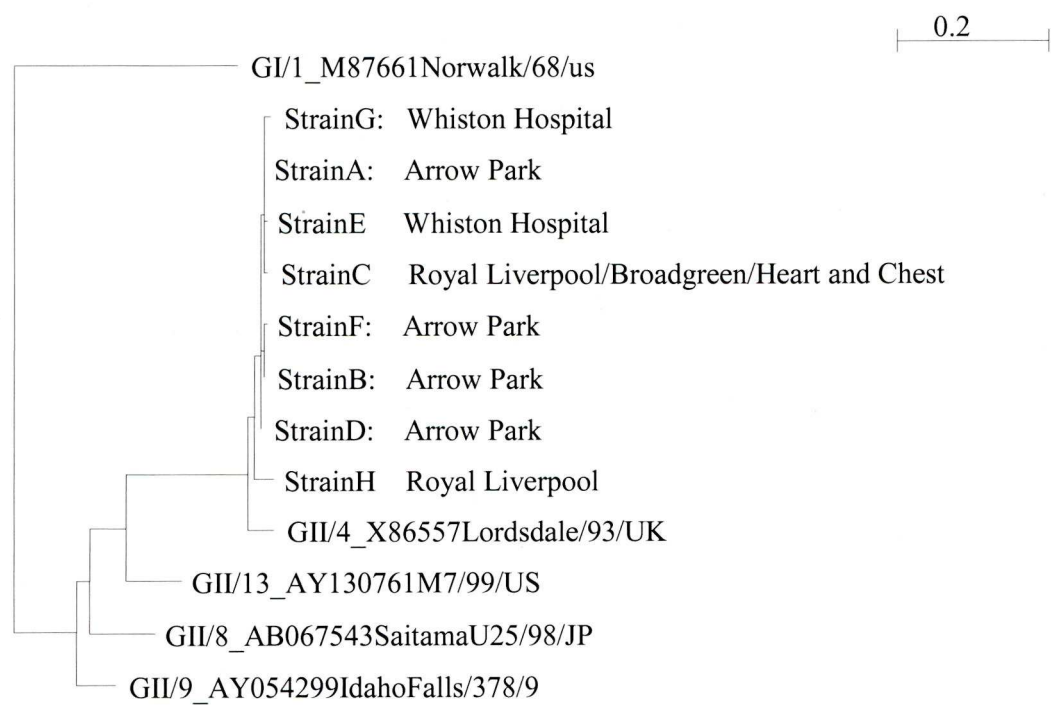 0.2
GI/1_M87661Norwalk/68/us
StrainG: Whiston Hospital
StrainA: Arrow Park
StrainE Whiston Hospital
StrainC Royal Liverpool/Broadgreen/Heart and Chest
StrainF: Arrow Park
StrainB: Arrow Park
StrainD: Arrow Park
StrainH Royal Liverpool
GII/4_X86557Lordsdale/93/UK
GII/13_AY130761M7/99/US
GII/8_AB067543SaitamaU25/98/JP
GII/9_AY054299IdahoFalls/378/9